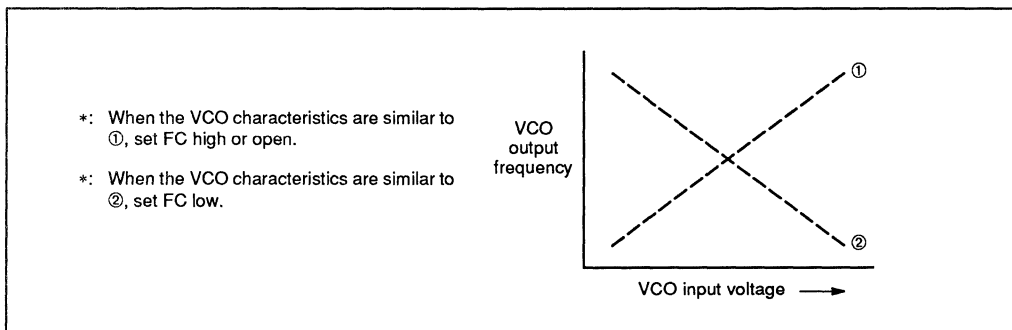 *: When the VCO characteristics are similar to
①, set FC high or open.
*: When the VCO characteristics are similar to
②, set FC low.
VCO
output
frequency
①
②
VCO input voltage